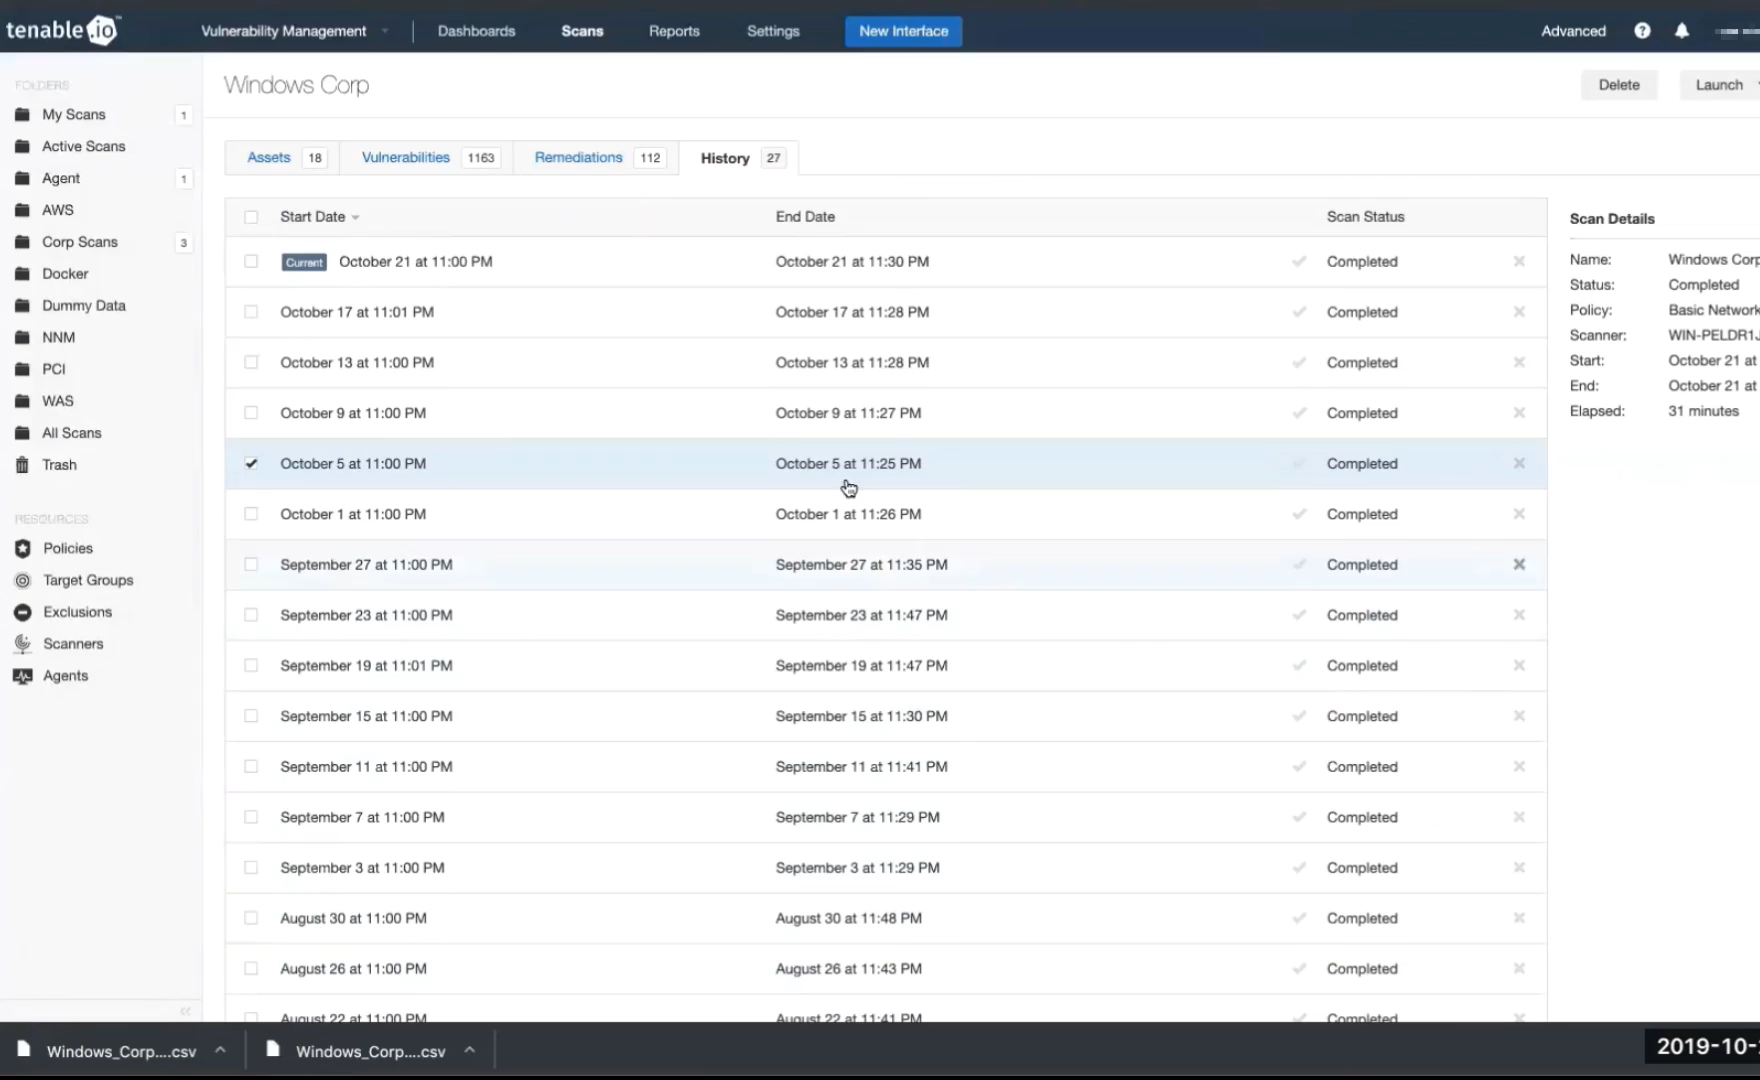 tenable.io™
Vulnerability Management
Dashboards
Scans
Reports
Settings
New Interface
Advanced
FOLDERS
My Scans 1
Active Scans
Agent 1
AWS
Corp Scans 3
Docker
Dummy Data
NNM
PCI
WAS
All Scans
Trash
RESOURCES
Policies
Target Groups
Exclusions
Scanners
Agents
Windows Corp
Delete
Launch
Assets 18
Vulnerabilities 1163
Remediations 112
History 27
Start Date End Date Scan Status
Current October 21 at 11:00 PM October 21 at 11:30 PM Completed
October 17 at 11:01 PM October 17 at 11:28 PM Completed
October 13 at 11:00 PM October 13 at 11:28 PM Completed
October 9 at 11:00 PM October 9 at 11:27 PM Completed
October 5 at 11:00 PM October 5 at 11:25 PM Completed
October 1 at 11:00 PM October 1 at 11:26 PM Completed
September 27 at 11:00 PM September 27 at 11:35 PM Completed
September 23 at 11:00 PM September 23 at 11:47 PM Completed
September 19 at 11:01 PM September 19 at 11:47 PM Completed
September 15 at 11:00 PM September 15 at 11:30 PM Completed
September 11 at 11:00 PM September 11 at 11:41 PM Completed
September 7 at 11:00 PM September 7 at 11:29 PM Completed
September 3 at 11:00 PM September 3 at 11:29 PM Completed
August 30 at 11:00 PM August 30 at 11:48 PM Completed
August 26 at 11:00 PM August 26 at 11:43 PM Completed
August 22 at 11:00 PM August 22 at 11:41 PM Completed
Scan Details
Name: Windows Corp
Status: Completed
Policy: Basic Network
Scanner: WIN-PELDR1J
Start: October 21 at
End: October 21 at
Elapsed: 31 minutes
Windows_Corp....csv
Windows_Corp....csv
2019-10-